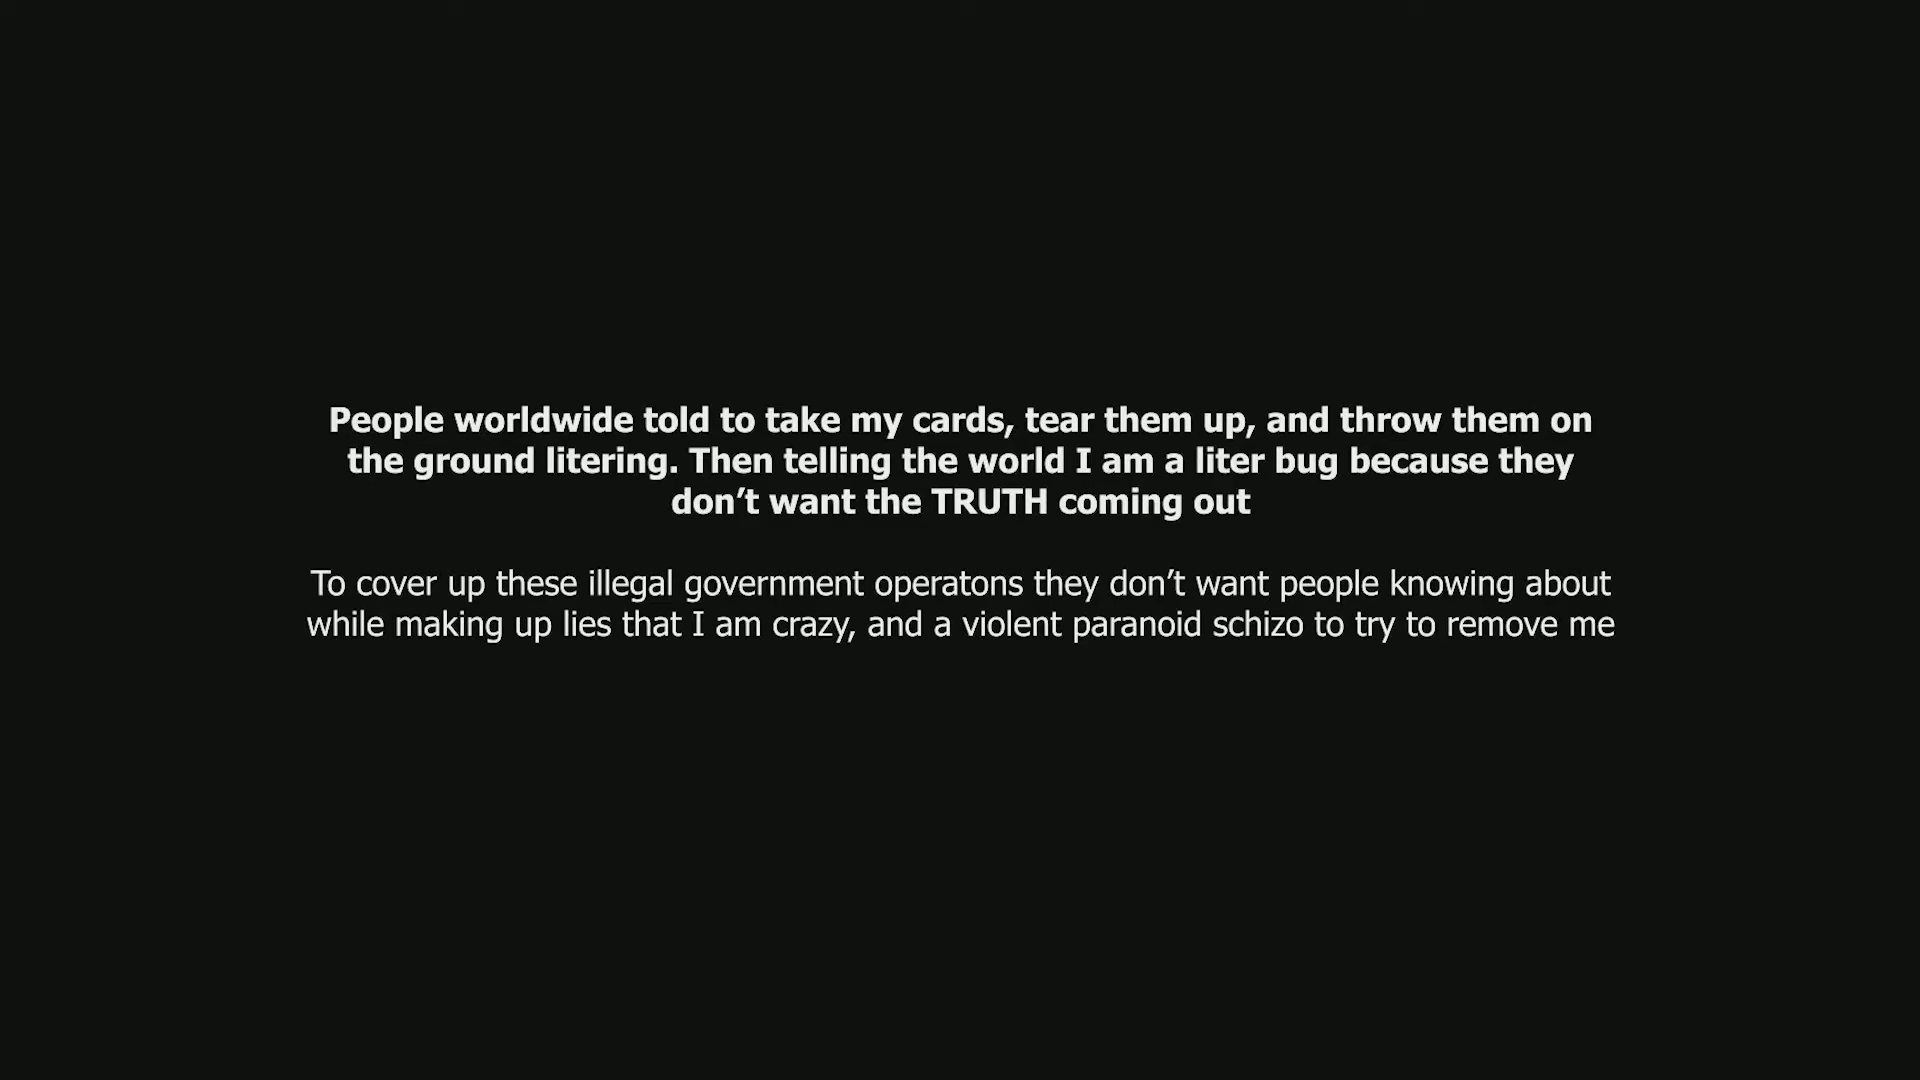 People worldwide told to take my cards, tear them up, and throw them on
the ground litering. Then telling the world I am a liter bug because they
don’t want the TRUTH coming out
To cover up these illegal government operatons they don’t want people knowing about
while making up lies that I am crazy, and a violent paranoid schizo to try to remove me